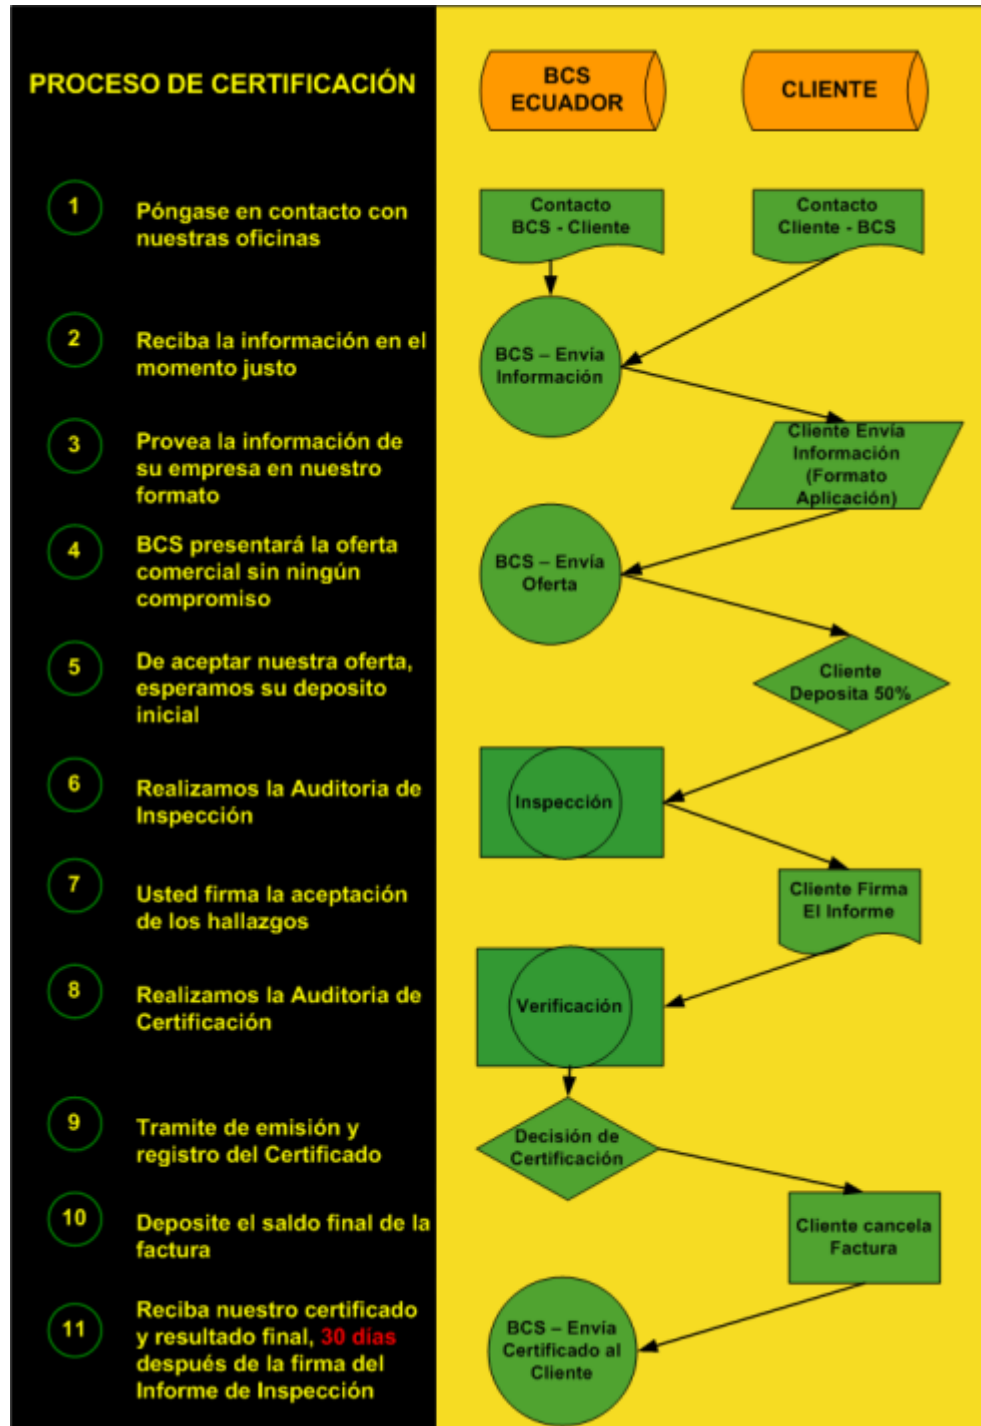 PROCESO DE CERTIFICACIÓN
BCS
ECUADOR
CLIENTE
1
Póngase en contacto con
nuestras oficinas
Contacto
BCS - Cliente
Contacto
Cliente - BCS
2
Reciba la información en el
momento justo
BCS – Envía
Información
3
Provea la información de
su empresa en nuestro
formato
Cliente Envía
Información
(Formato
Aplicación)
4
BCS presentará la oferta
comercial sin ningún
compromiso
BCS – Envía
Oferta
5
De aceptar nuestra oferta,
esperamos su deposito
inicial
Cliente
Deposita 50%
6
Realizamos la Auditoria de
Inspección
Inspección
7
Usted firma la aceptación
de los hallazgos
Cliente Firma
El Informe
8
Realizamos la Auditoria de
Certificación
Verificación
9
Tramite de emisión y
registro del Certificado
Decisión de
Certificación
10
Deposite el saldo final de la
factura
Cliente cancela
Factura
11
Reciba nuestro certificado
y resultado final, 30 días
después de la firma del
Informe de Inspección
BCS – Envía
Certificado al
Cliente